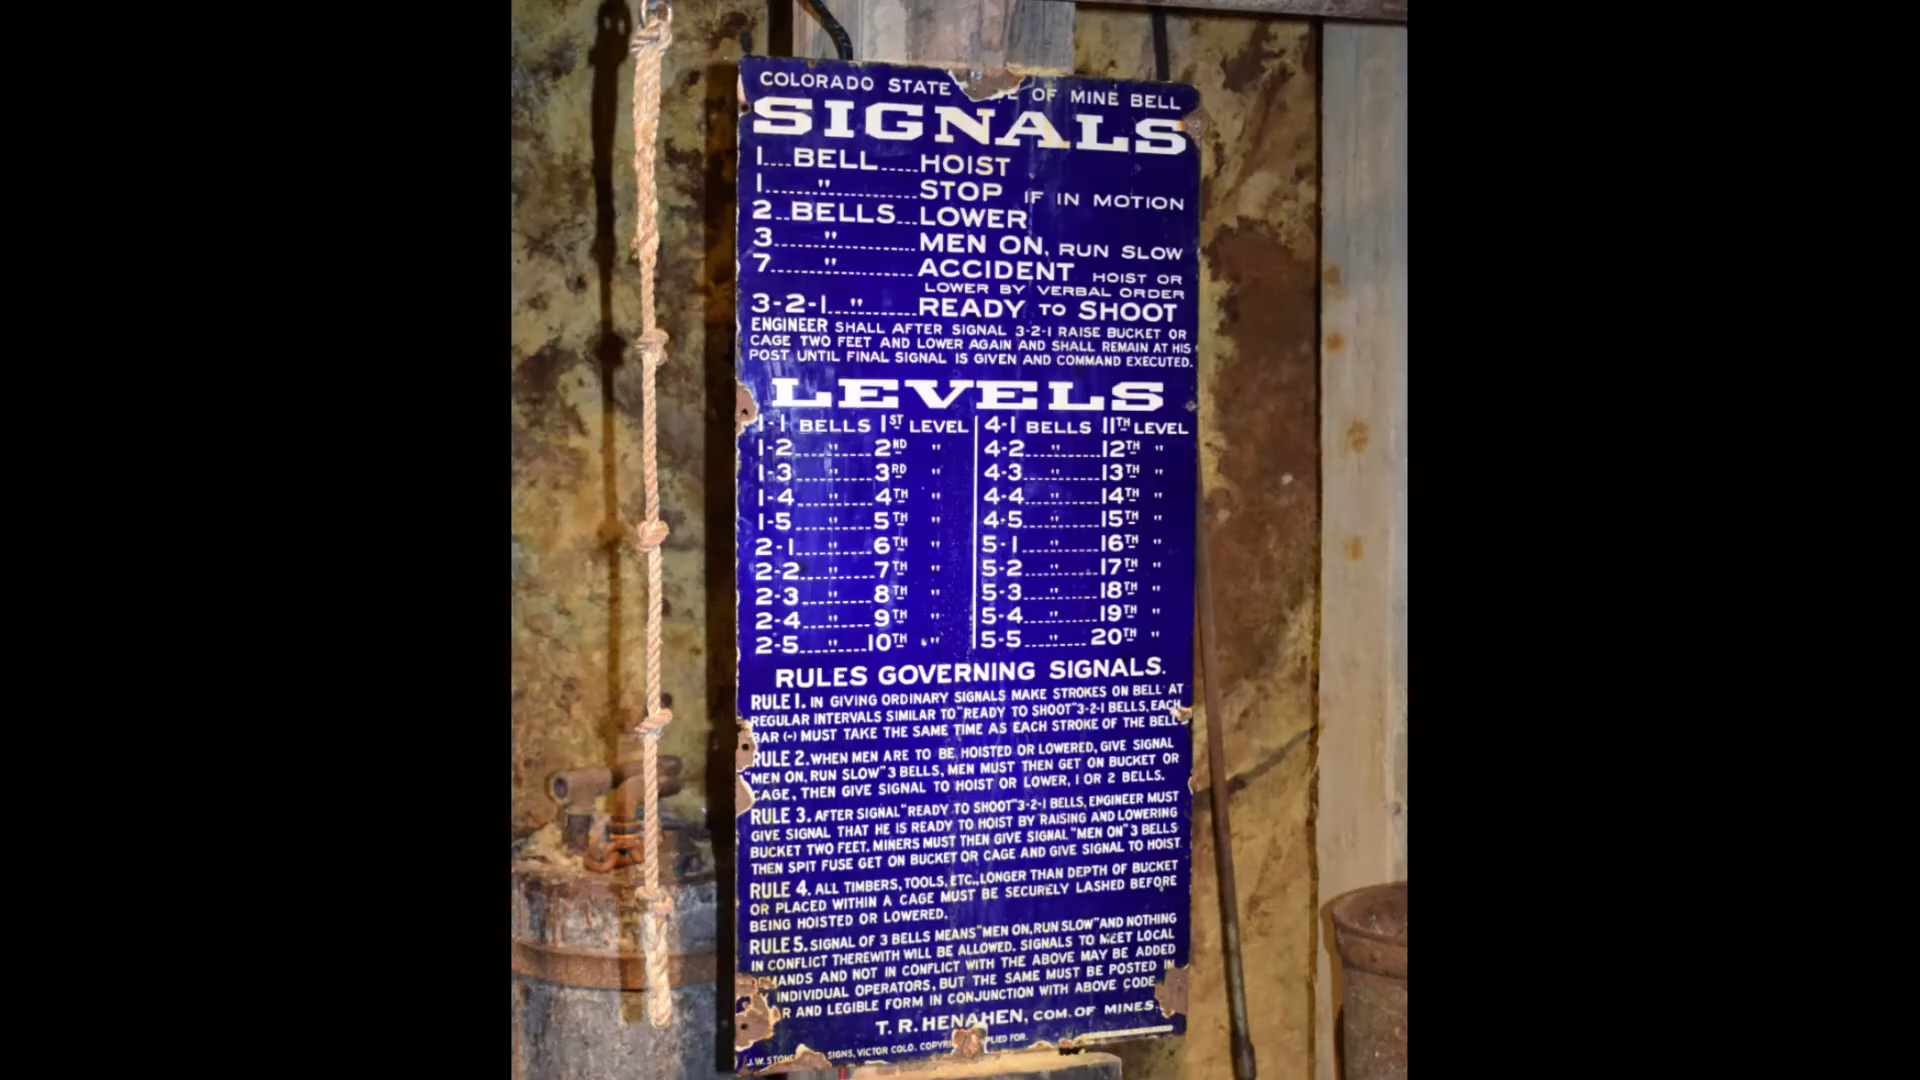 COLORADO STATE OF MINE BELL
SIGNALS
1....BELL.....HOIST
1.......".............STOP IF IN MOTION
2..BELLS...LOWER
3.......".............MEN ON, RUN SLOW
7.......".............ACCIDENT HOIST OR
LOWER BY VERBAL ORDER
3-2-1...."..........READY TO SHOOT
ENGINEER SHALL AFTER SIGNAL 3-2-1 RAISE BUCKET OR
CAGE TWO FEET AND LOWER AGAIN AND SHALL REMAIN AT HIS
POST UNTIL FINAL SIGNAL IS GIVEN AND COMMAND EXECUTED.
LEVELS
1-1 BELLS 1ST LEVEL
1-2......"......2ND "
1-3......"......3RD "
1-4......"......4TH "
1-5......"......5TH "
2-1......"......6TH "
2-2......"......7TH "
2-3......"......8TH "
2-4......"......9TH "
2-5......"......10TH "
4-1 BELLS 11TH LEVEL
4-2......"......12TH "
4-3......"......13TH "
4-4......"......14TH "
4-5......"......15TH "
5-1......"......16TH "
5-2......"......17TH "
5-3......"......18TH "
5-4......"......19TH "
5-5......"......20TH "
RULES GOVERNING SIGNALS.
RULE 1. IN GIVING ORDINARY SIGNALS MAKE STROKES ON BELL AT
REGULAR INTERVALS SIMILAR TO "READY TO SHOOT" 3-2-1 BELLS, EACH
BAR (-) MUST TAKE THE SAME TIME AS EACH STROKE OF THE BELL
RULE 2. WHEN MEN ARE TO BE HOISTED OR LOWERED, GIVE SIGNAL
"MEN ON, RUN SLOW" 3 BELLS, MEN MUST THEN GET ON BUCKET OR
CAGE, THEN GIVE SIGNAL TO HOIST OR LOWER, 1 OR 2 BELLS.
RULE 3. AFTER SIGNAL "READY TO SHOOT" 3-2-1 BELLS, ENGINEER MUST
GIVE SIGNAL THAT HE IS READY TO HOIST BY RAISING AND LOWERING
BUCKET TWO FEET. MINERS MUST THEN GIVE SIGNAL "MEN ON" 3 BELLS
THEN SPIT FUSE GET ON BUCKET OR CAGE AND GIVE SIGNAL TO HOIST
RULE 4. ALL TIMBERS, TOOLS, ETC., LONGER THAN DEPTH OF BUCKET
OR PLACED WITHIN A CAGE MUST BE SECURELY LASHED BEFORE
BEING HOISTED OR LOWERED.
RULE 5. SIGNAL OF 3 BELLS MEANS "MEN ON, RUN SLOW" AND NOTHING
IN CONFLICT THEREWITH WILL BE ALLOWED. SIGNALS TO MEET LOCAL
DEMANDS AND NOT IN CONFLICT WITH THE ABOVE MAY BE ADDED
INDIVIDUAL OPERATORS, BUT THE SAME MUST BE POSTED IN
AND LEGIBLE FORM IN CONJUNCTION WITH ABOVE CODE
T. R. HENAHEN, COM. OF MINES.
J.W. STONE SIGNS, VICTOR COLO. FOR.